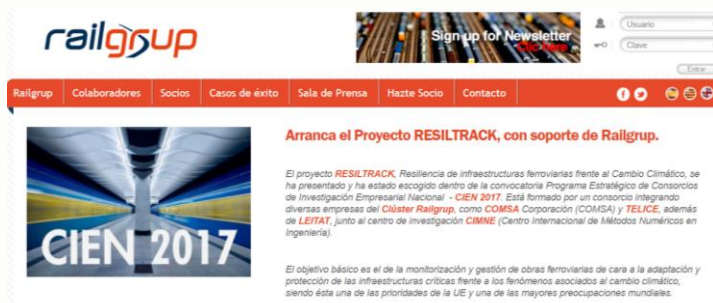 railgrup
Sign up for Newsletter
Click here
Usuario
Clave
Entrar
Railgrup Colaboradores Socios Casos de éxito Sala de Prensa Hazte Socio Contacto
CIEN 2017
Arranca el Proyecto RESILTRACK, con soporte de Railgrup.
El proyecto RESILTRACK, Resiliencia de infraestructuras ferroviarias frente al Cambio Climático, se
ha presentado y ha estado escogido dentro de la convocatoria Programa Estratégico de Consorcios
de Investigación Empresarial Nacional - CIEN 2017. Está formado por un consorcio integrando
diversas empresas del Clúster Railgrup, como COMSA Corporación (COMSA) y TELICE, además
de LEITAT, junto al centro de investigación CIMNE (Centro Internacional de Métodos Numéricos en
Ingeniería).
El objetivo básico es el de la monitorización y gestión de obras ferroviarias de cara a la adaptación y
protección de las infraestructuras críticas frente a los fenómenos asociados al cambio climático,
siendo ésta una de las prioridades de la UE y una de las mayores preocupaciones mundiales.